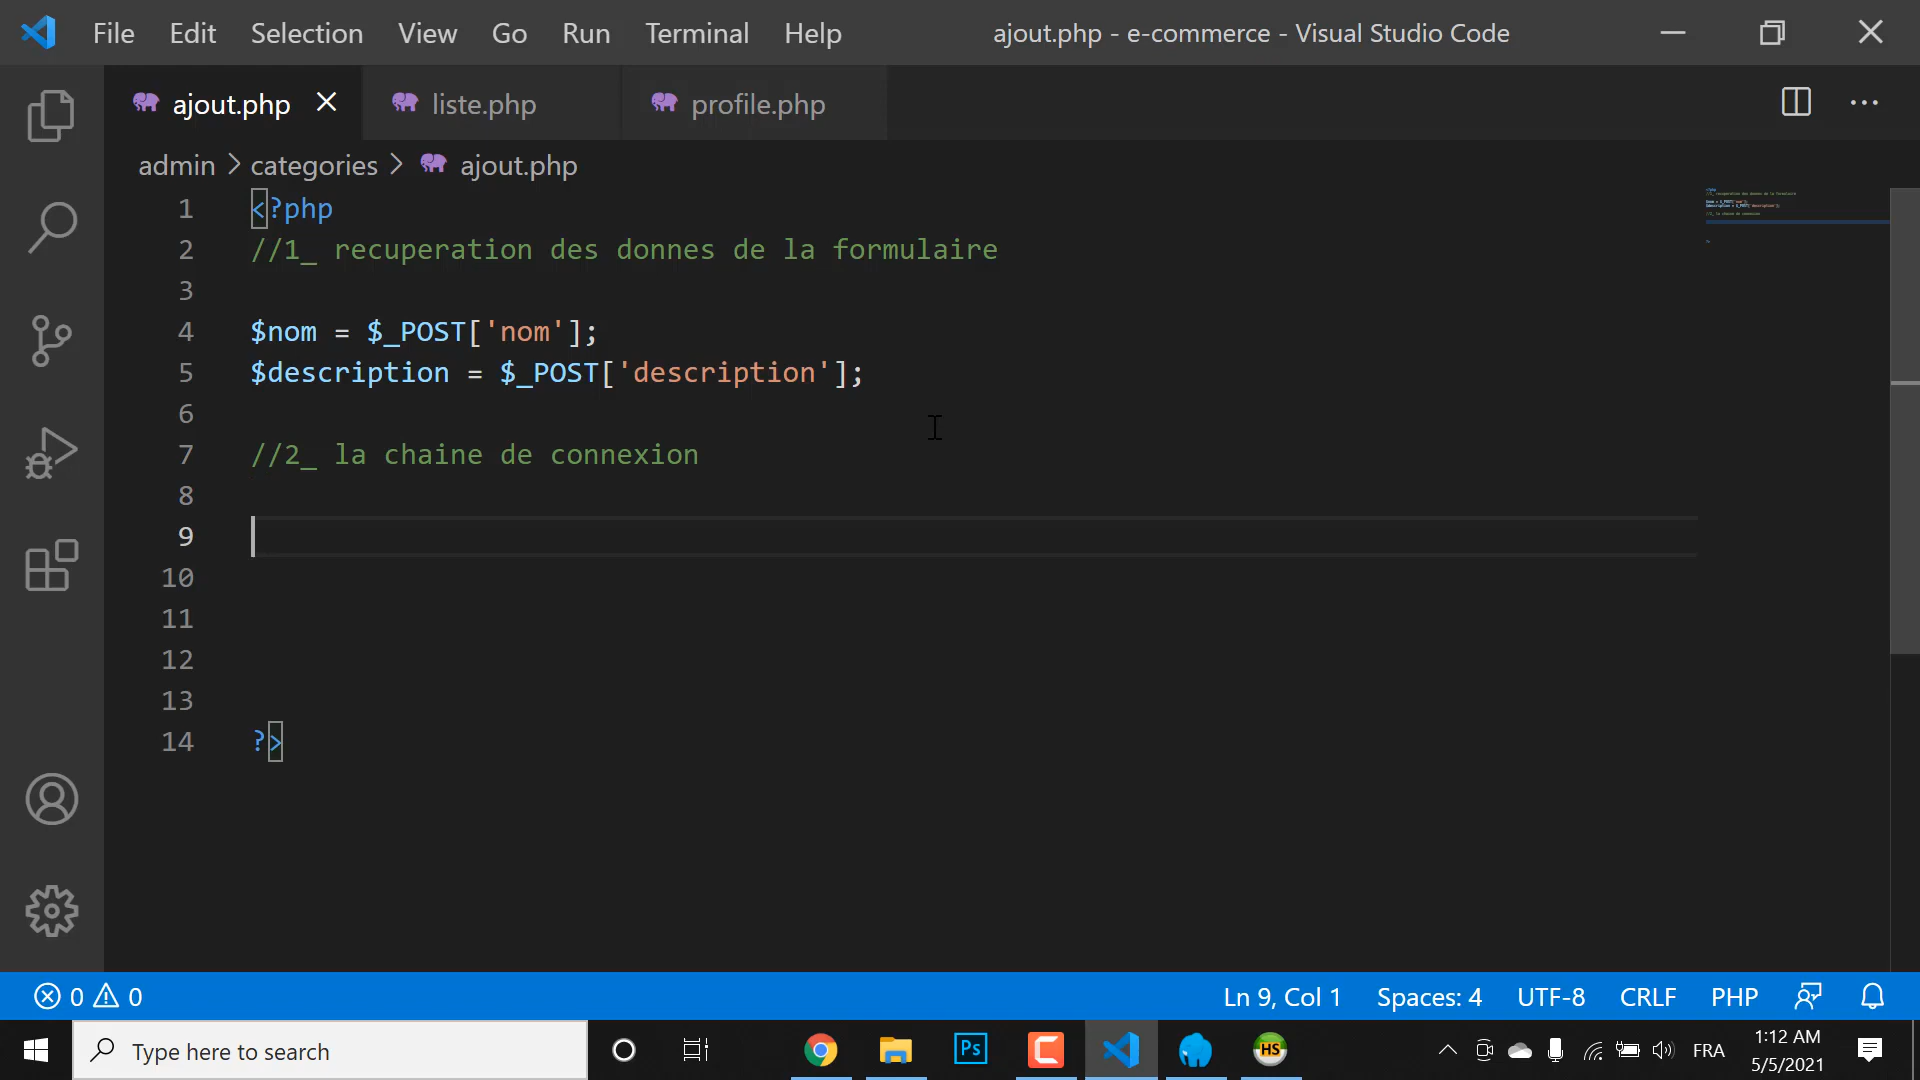 File Edit Selection View Go Run Terminal Help ajout.php - e-commerce - Visual Studio Code
ajout.php liste.php profile.php
admin > categories > ajout.php
1 <?php
2 //1_ recuperation des donnes de la formulaire
3
4 $nom = $_POST['nom'];
5 $description = $_POST['description'];
6
7 //2_ la chaine de connexion
8
9
10
11
12
13
14 ?>
0 0 Ln 9, Col 1 Spaces: 4 UTF-8 CRLF PHP
Type here to search Ps HS FRA 1:12 AM
5/5/2021